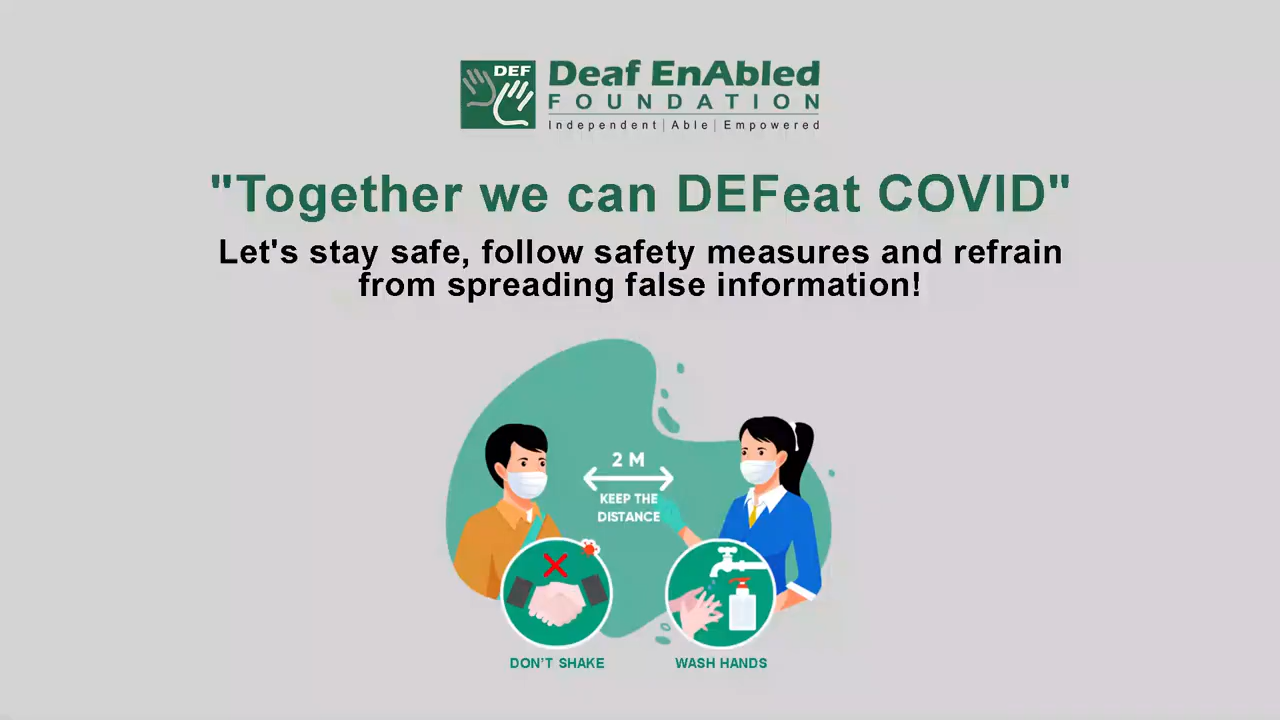 DEF
Deaf EnAbled
FOUNDATION
Independent | Able | Empowered
"Together we can DEFeat COVID"
Let's stay safe, follow safety measures and refrain
from spreading false information!
2 M
KEEP THE
DISTANCE
DON'T SHAKE
WASH HANDS